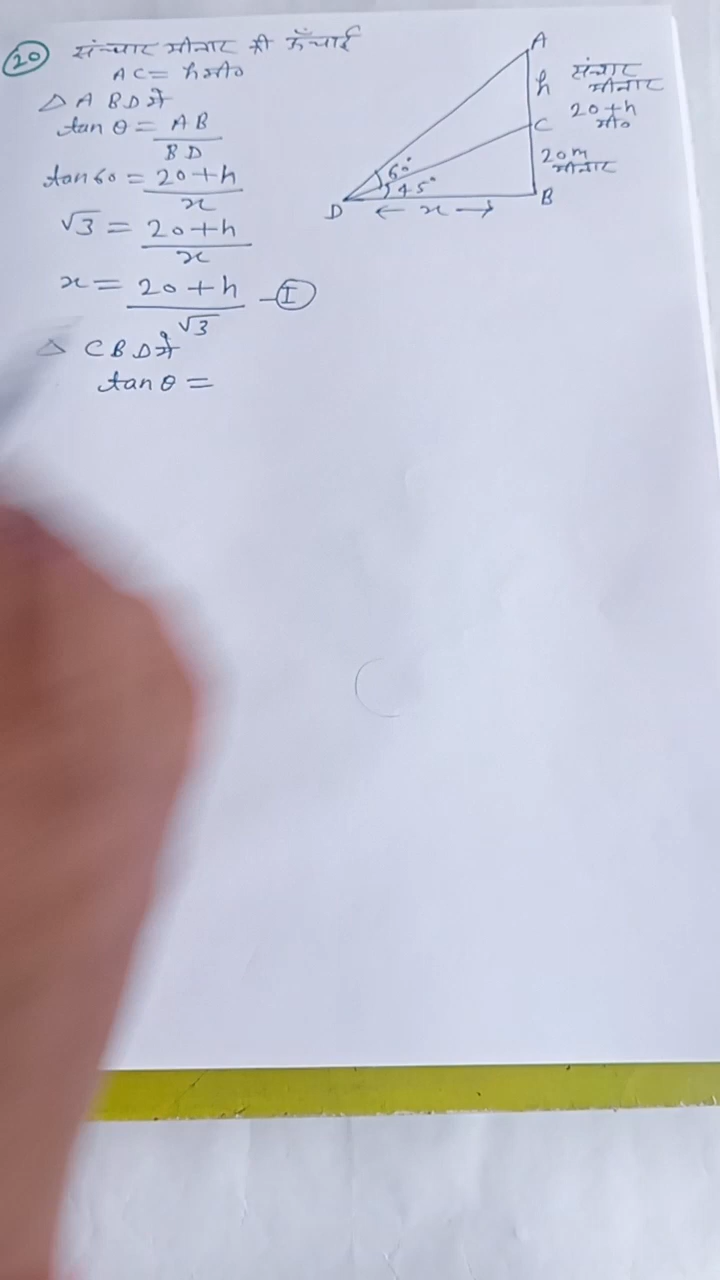 20 संचार मीनार की ऊँचाई
AC = h मी०
△ ABD में
tan θ = AB
BD
tan 60 = 20+h
x
√3 = 20+h
x
x = 20+h - I
√3
△ CBD में
tan θ =
A
h संचार
मीनार
20+h
मी०
C
20m
मीनार
60°
45°
D ← x → B